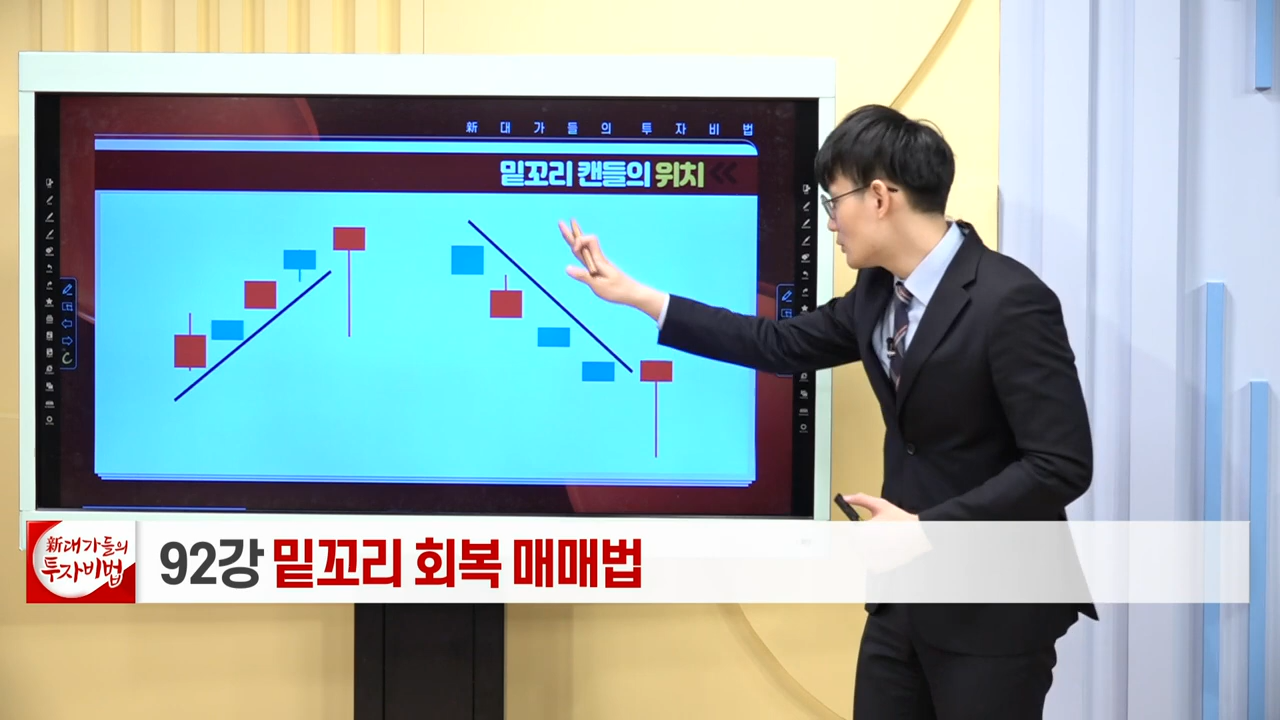 新대가들의 투자비법
밑꼬리 캔들의 위치
新대가들의
투자비법
92강 밑꼬리 회복 매매법